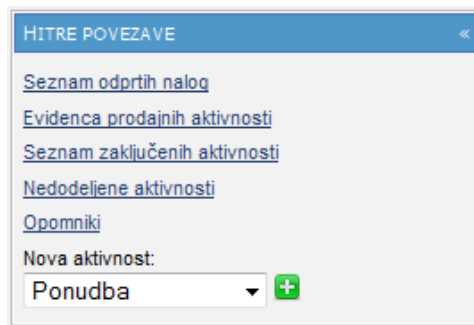 HITRE POVEZAVE «
Seznam odprtih nalog
Evidenca prodajnih aktivnosti
Seznam zaključenih aktivnosti
Nedodeljene aktivnosti
Opomniki
Nova aktivnost:
Ponudba